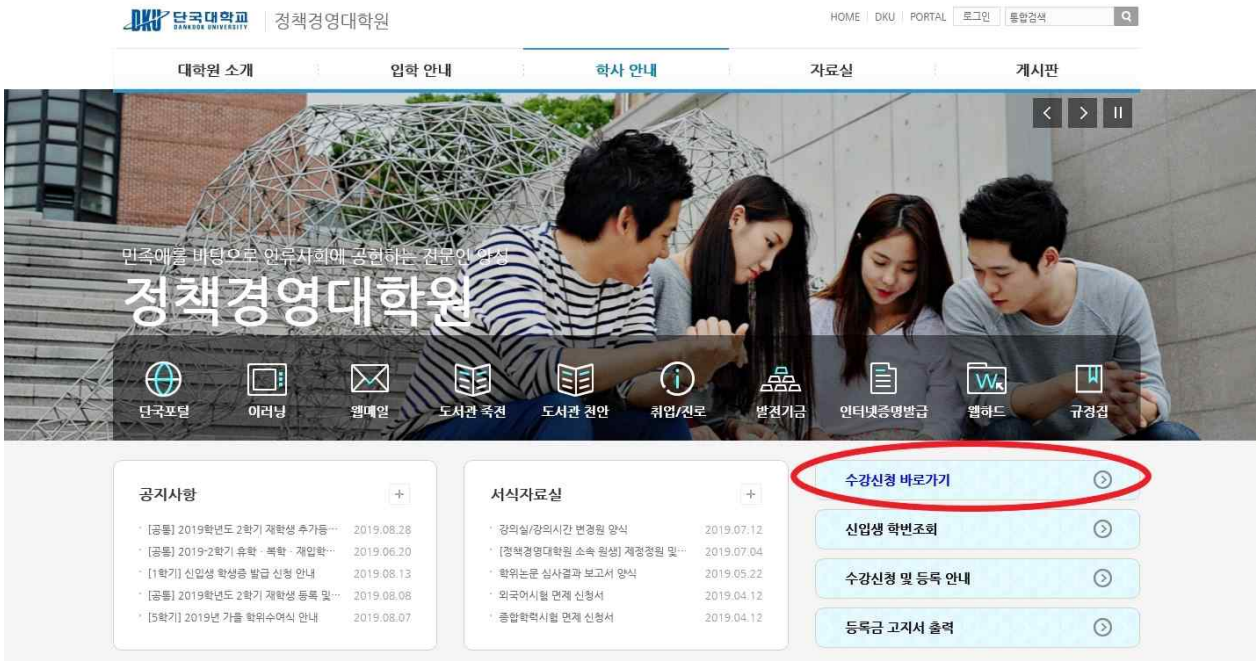 DKU 단국대학교 DANKOOK UNIVERSITY 정책경영대학원
HOME DKU PORTAL 로그인 통합검색
대학원 소개 입학 안내 학사 안내 자료실 게시판
민족애를 바탕으로 인류사회에 공헌하는 전문인 양성
정책경영대학원
단국포털 이러닝 웹메일 도서관 죽전 도서관 천안 취업/진로 발전기금 인터넷증명발급 웹하드 규정집
공지사항
[공통] 2019학년도 2학기 재학생 추가등… 2019.08.28
[공통] 2019-2학기 휴학 · 복학 · 재입학… 2019.06.20
[1학기] 신입생 학생증 발급 신청 안내 2019.08.13
[공통] 2019학년도 2학기 재학생 등록 및… 2019.08.08
[5학기] 2019년 가을 학위수여식 안내 2019.08.07
서식자료실
강의실/강의시간 변경원 양식 2019.07.12
[정책경영대학원 소속 원생] 제정정원 및… 2019.07.04
학위논문 심사결과 보고서 양식 2019.05.22
외국어시험 면제 신청서 2019.04.12
종합학력시험 면제 신청서 2019.04.12
수강신청 바로가기
신입생 학번조회
수강신청 및 등록 안내
등록금 고지서 출력